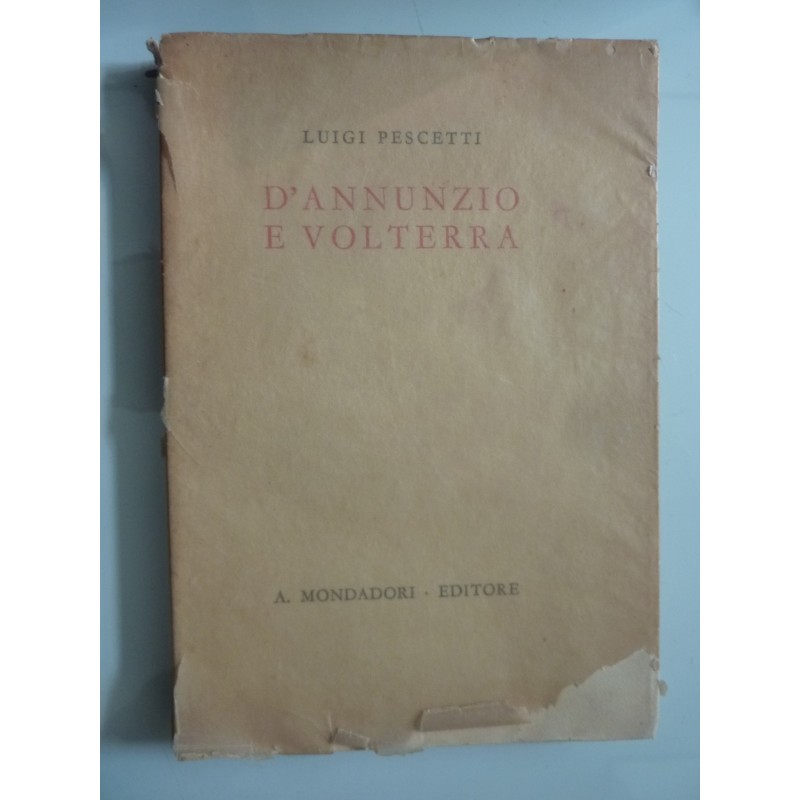 LUIGI PESCETTI
D'ANNUNZIO
E VOLTERRA
A. MONDADORI · EDITORE